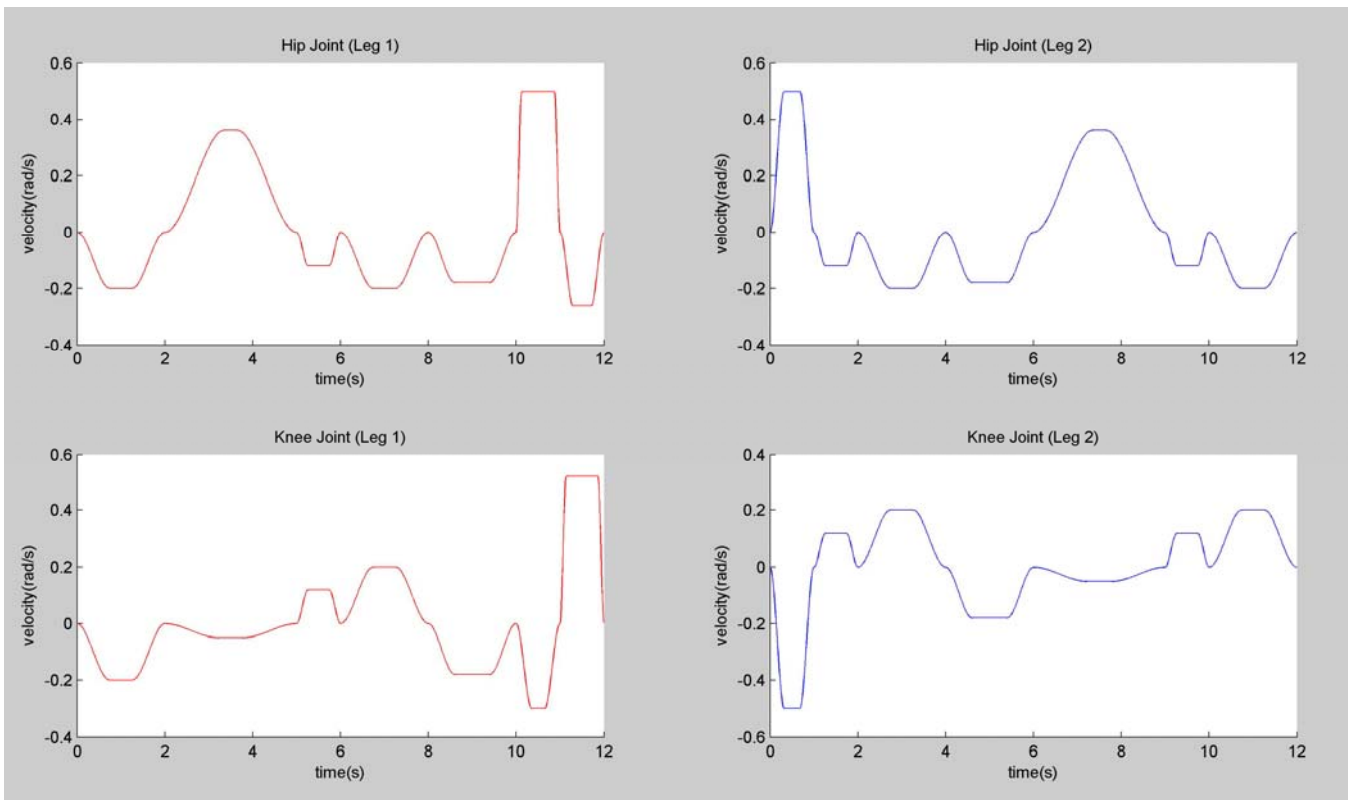 Hip Joint (Leg 1)
0.6
0.4
0.2
0
-0.2
-0.4
velocity(rad/s)
0 2 4 6 8 10 12
time(s)
Hip Joint (Leg 2)
0.6
0.4
0.2
0
-0.2
-0.4
velocity(rad/s)
0 2 4 6 8 10 12
time(s)
Knee Joint (Leg 1)
0.6
0.4
0.2
0
-0.2
-0.4
velocity(rad/s)
0 2 4 6 8 10 12
time(s)
Knee Joint (Leg 2)
0.4
0.2
0
-0.2
-0.4
-0.6
velocity(rad/s)
0 2 4 6 8 10 12
time(s)